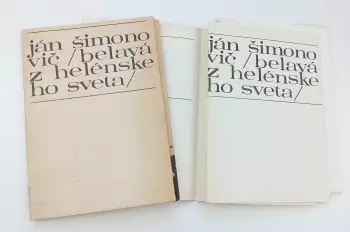 ján šimono
vič /belavá
z helénske
ho sveta/
ján šimono
vič /belavá
z helénske
ho sveta/